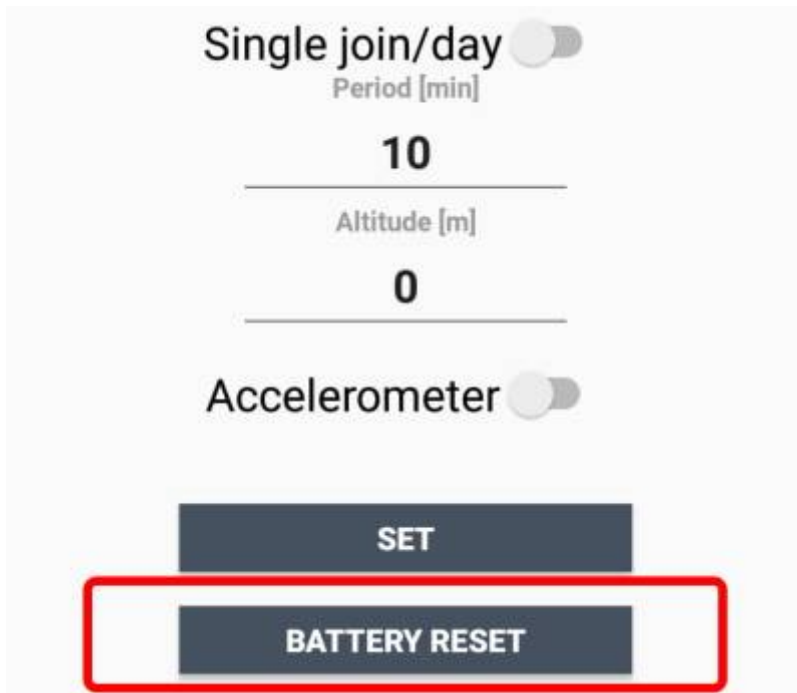 Single join/day
Period [min]
10
Altitude [m]
0
Accelerometer
SET
BATTERY RESET